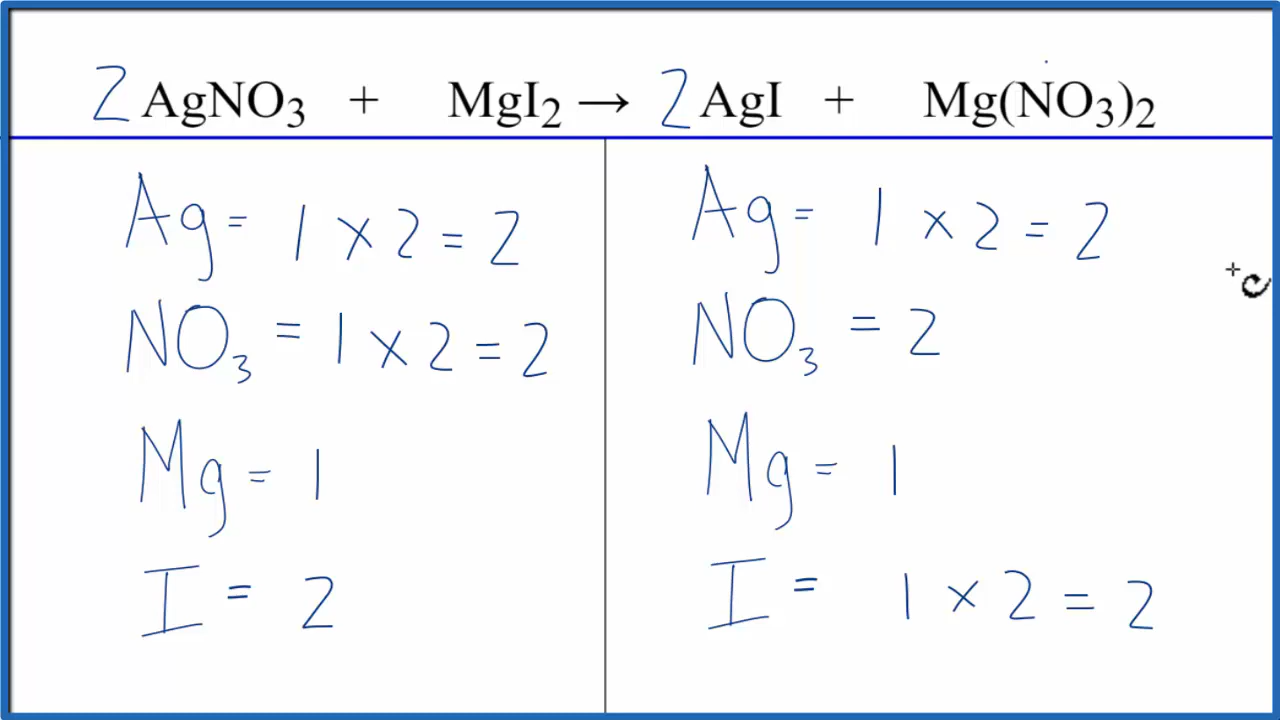 2 AgNO₃ + MgI₂ → 2 AgI + Mg(NO₃)₂
Ag = 1 x 2 = 2
NO₃ = 1 x 2 = 2
Mg = 1
I = 2
Ag = 1 x 2 = 2
NO₃ = 2
Mg = 1
I = 1 x 2 = 2